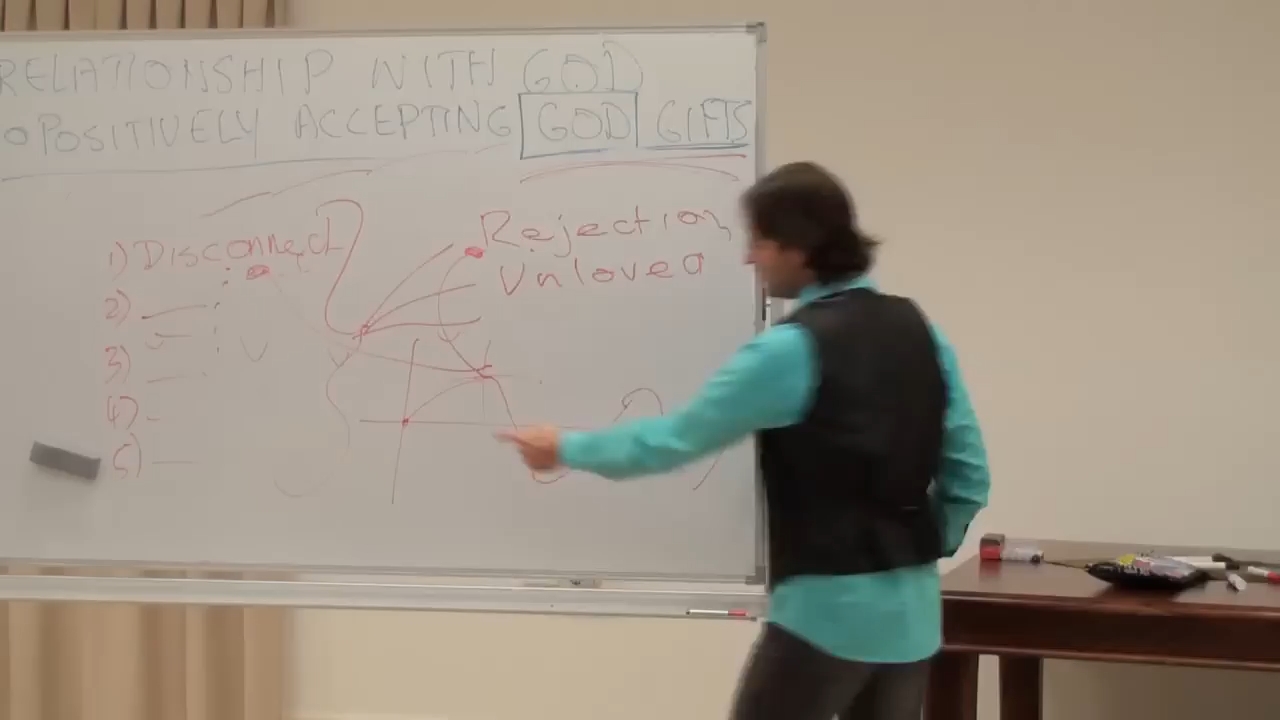 RELATIONSHIP WITH GOD
POSITIVELY ACCEPTING GOD GIFTS
1) Disconnect
2)
3)
4)
5)
Rejection
Unloved